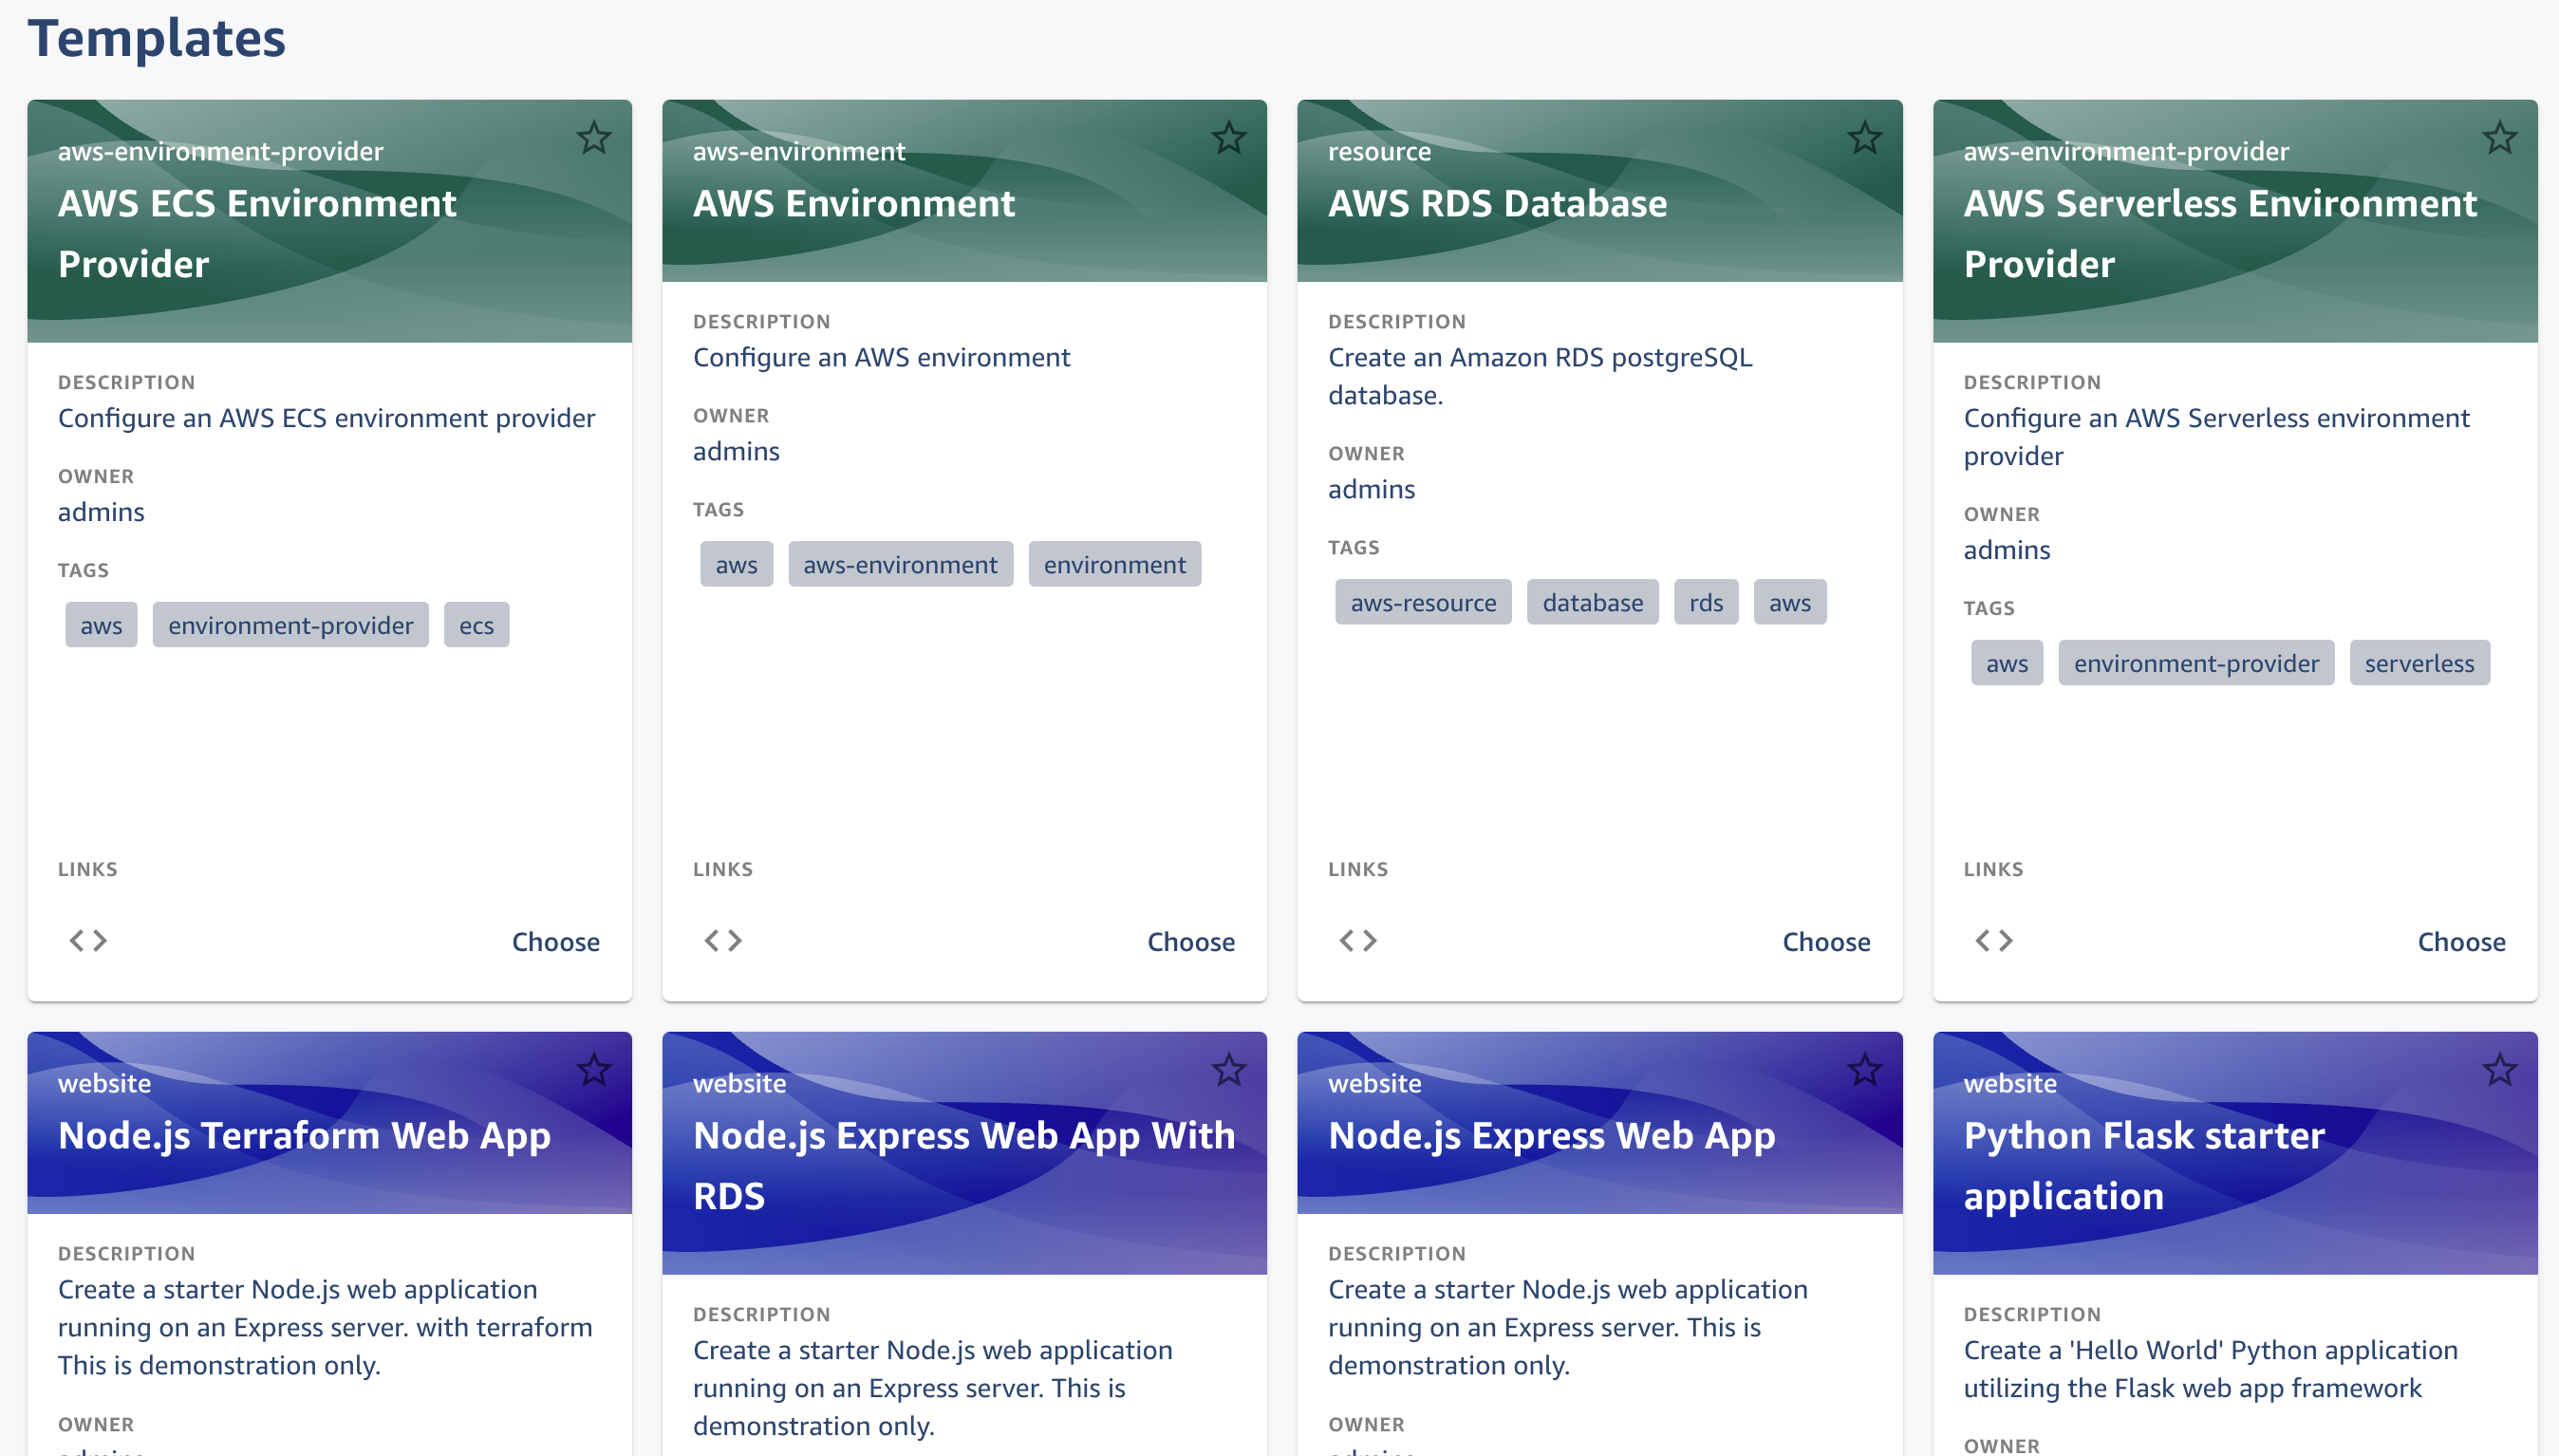 Templates
aws-environment-provider
AWS ECS Environment
Provider
DESCRIPTION
Configure an AWS ECS environment provider
OWNER
admins
TAGS
aws environment-provider ecs
LINKS
Choose
aws-environment
AWS Environment
DESCRIPTION
Configure an AWS environment
OWNER
admins
TAGS
aws aws-environment environment
LINKS
Choose
resource
AWS RDS Database
DESCRIPTION
Create an Amazon RDS postgreSQL
database.
OWNER
admins
TAGS
aws-resource database rds aws
LINKS
Choose
aws-environment-provider
AWS Serverless Environment
Provider
DESCRIPTION
Configure an AWS Serverless environment
provider
OWNER
admins
TAGS
aws environment-provider serverless
LINKS
Choose
website
Node.js Terraform Web App
DESCRIPTION
Create a starter Node.js web application
running on an Express server. with terraform
This is demonstration only.
OWNER
website
Node.js Express Web App With
RDS
DESCRIPTION
Create a starter Node.js web application
running on an Express server. This is
demonstration only.
website
Node.js Express Web App
DESCRIPTION
Create a starter Node.js web application
running on an Express server. This is
demonstration only.
OWNER
website
Python Flask starter
application
DESCRIPTION
Create a 'Hello World' Python application
utilizing the Flask web app framework
OWNER